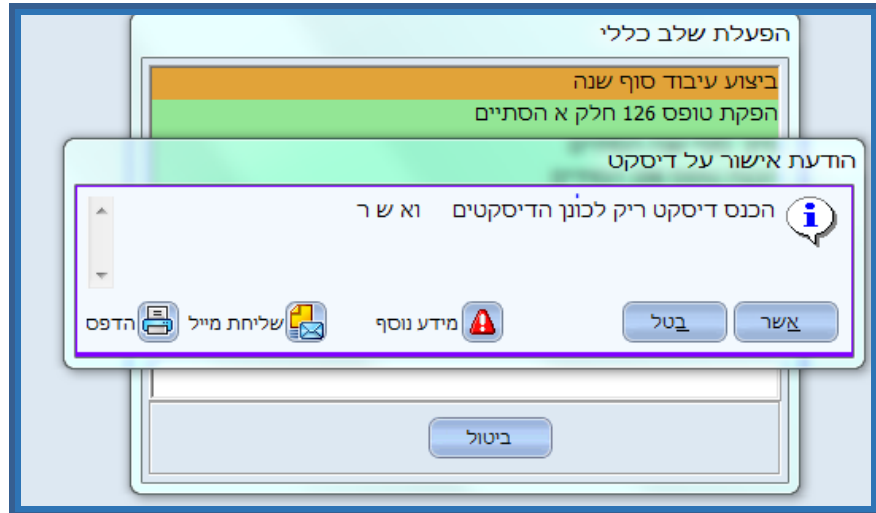 הפעלת שלב כללי
ביצוע עיבוד סוף שנה
הפקת טופס 126 חלק א הסתיים
הודעת אישור על דיסקט
הכנס דיסקט ריק לכונן הדיסקטים וא ש ר
אשר בטל מידע נוסף שליחת מייל הדפס
ביטול